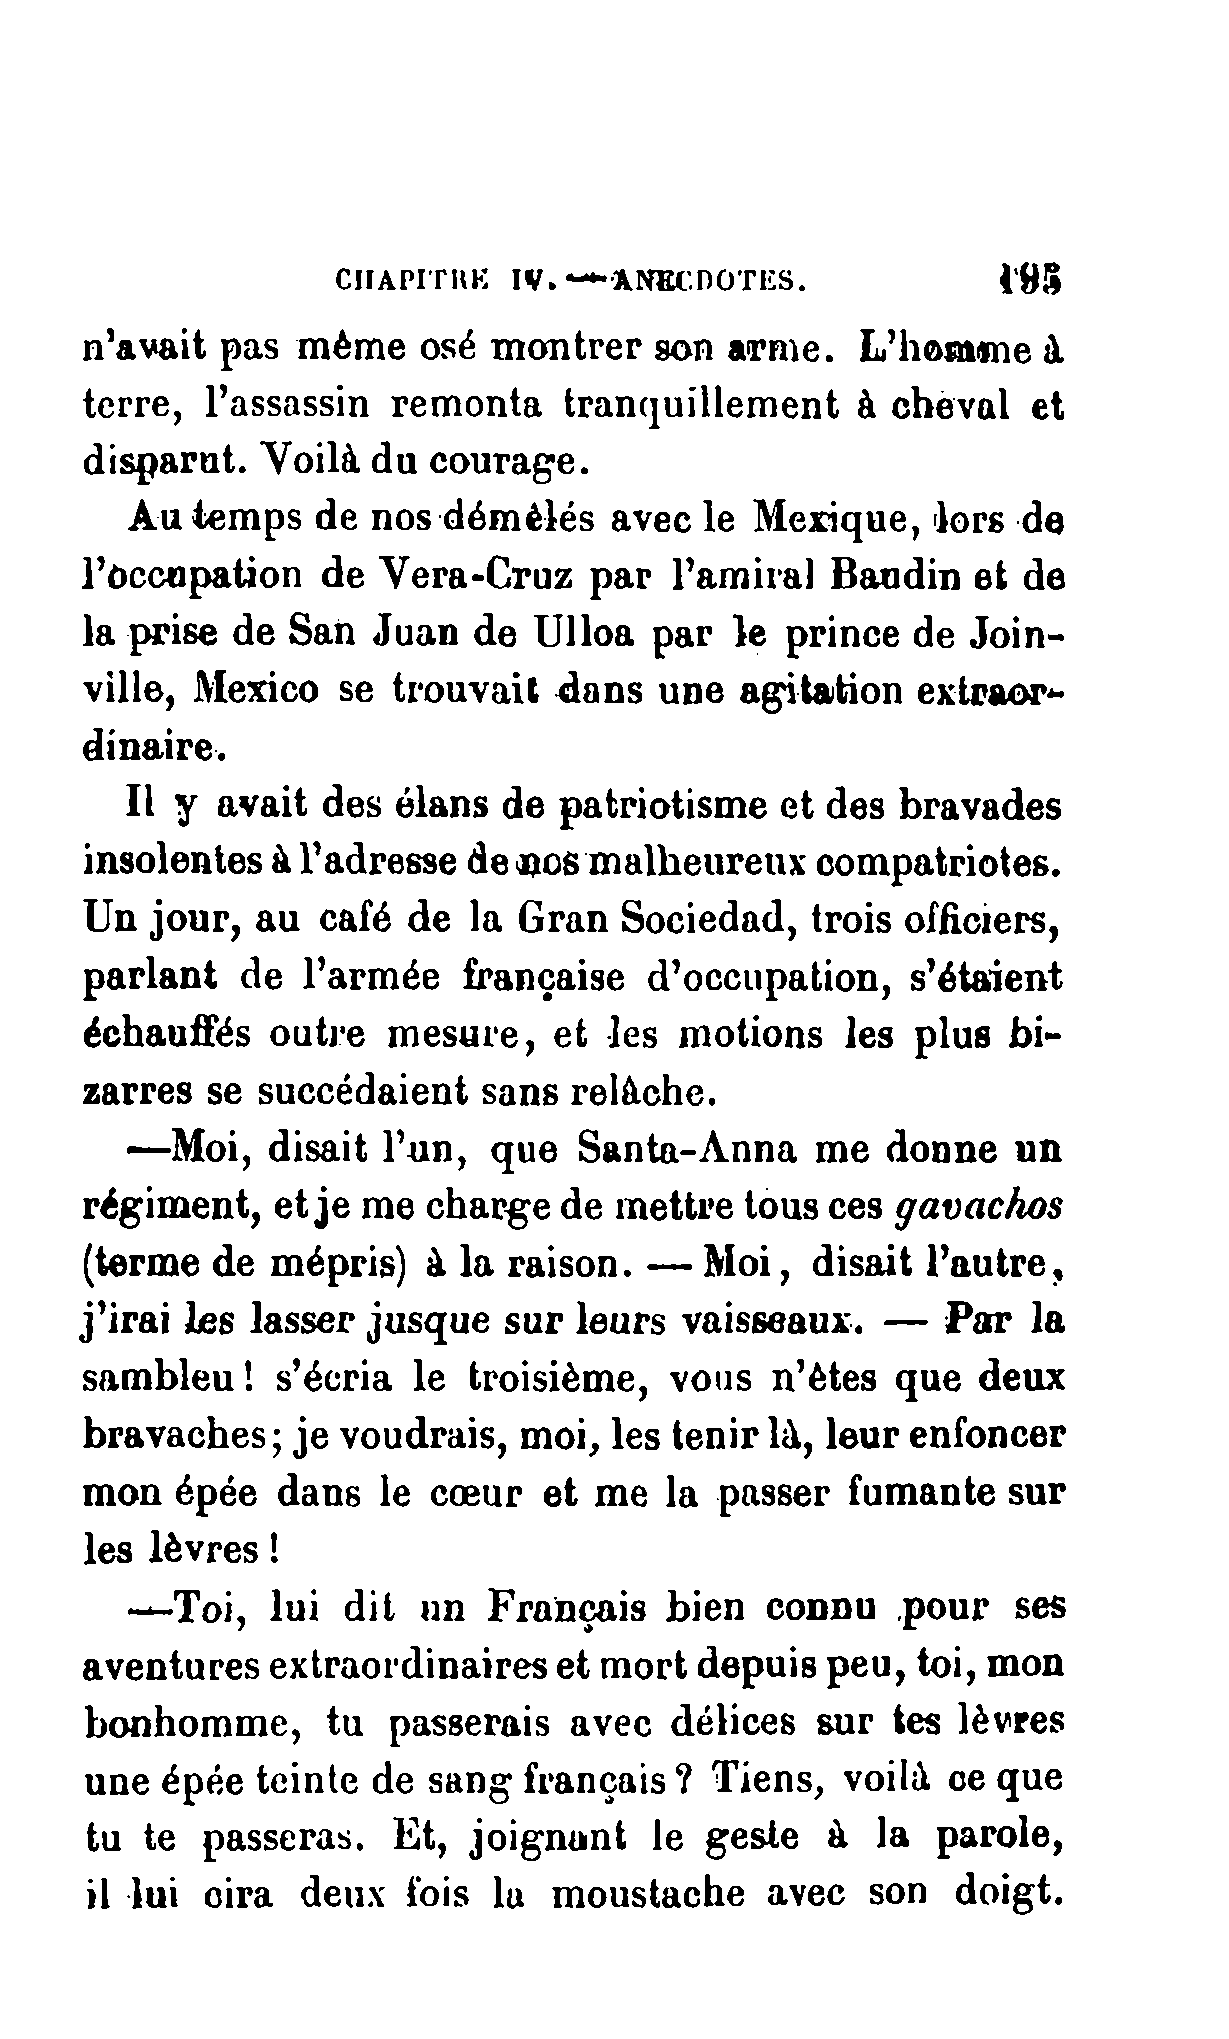 CHAPITRE IV. — ANECDOTES. 195
n'avait pas même osé montrer son arme. L'homme à
terre, l'assassin remonta tranquillement à cheval et
disparut. Voilà du courage.
Au temps de nos démêlés avec le Mexique, lors de
l'occupation de Vera-Cruz par l'amiral Baudin et de
la prise de San Juan de Ulloa par le prince de Join-
ville, Mexico se trouvait dans une agitation extraor-
dinaire.
Il y avait des élans de patriotisme et des bravades
insolentes à l'adresse de nos malheureux compatriotes.
Un jour, au café de la Gran Sociedad, trois officiers,
parlant de l'armée française d'occupation, s'étaient
échauffés outre mesure, et les motions les plus bi-
zarres se succédaient sans relâche.
—Moi, disait l'un, que Santa-Anna me donne un
régiment, et je me charge de mettre tous ces gavachos
(terme de mépris) à la raison. — Moi, disait l'autre,
j'irai les lasser jusque sur leurs vaisseaux. — Par la
sambleu ! s'écria le troisième, vous n'êtes que deux
bravaches; je voudrais, moi, les tenir là, leur enfoncer
mon épée dans le cœur et me la passer fumante sur
les lèvres !
—Toi, lui dit un Français bien connu pour ses
aventures extraordinaires et mort depuis peu, toi, mon
bonhomme, tu passerais avec délices sur tes lèvres
une épée teinte de sang français ? Tiens, voilà ce que
tu te passeras. Et, joignant le geste à la parole,
il lui cira deux fois la moustache avec son doigt.